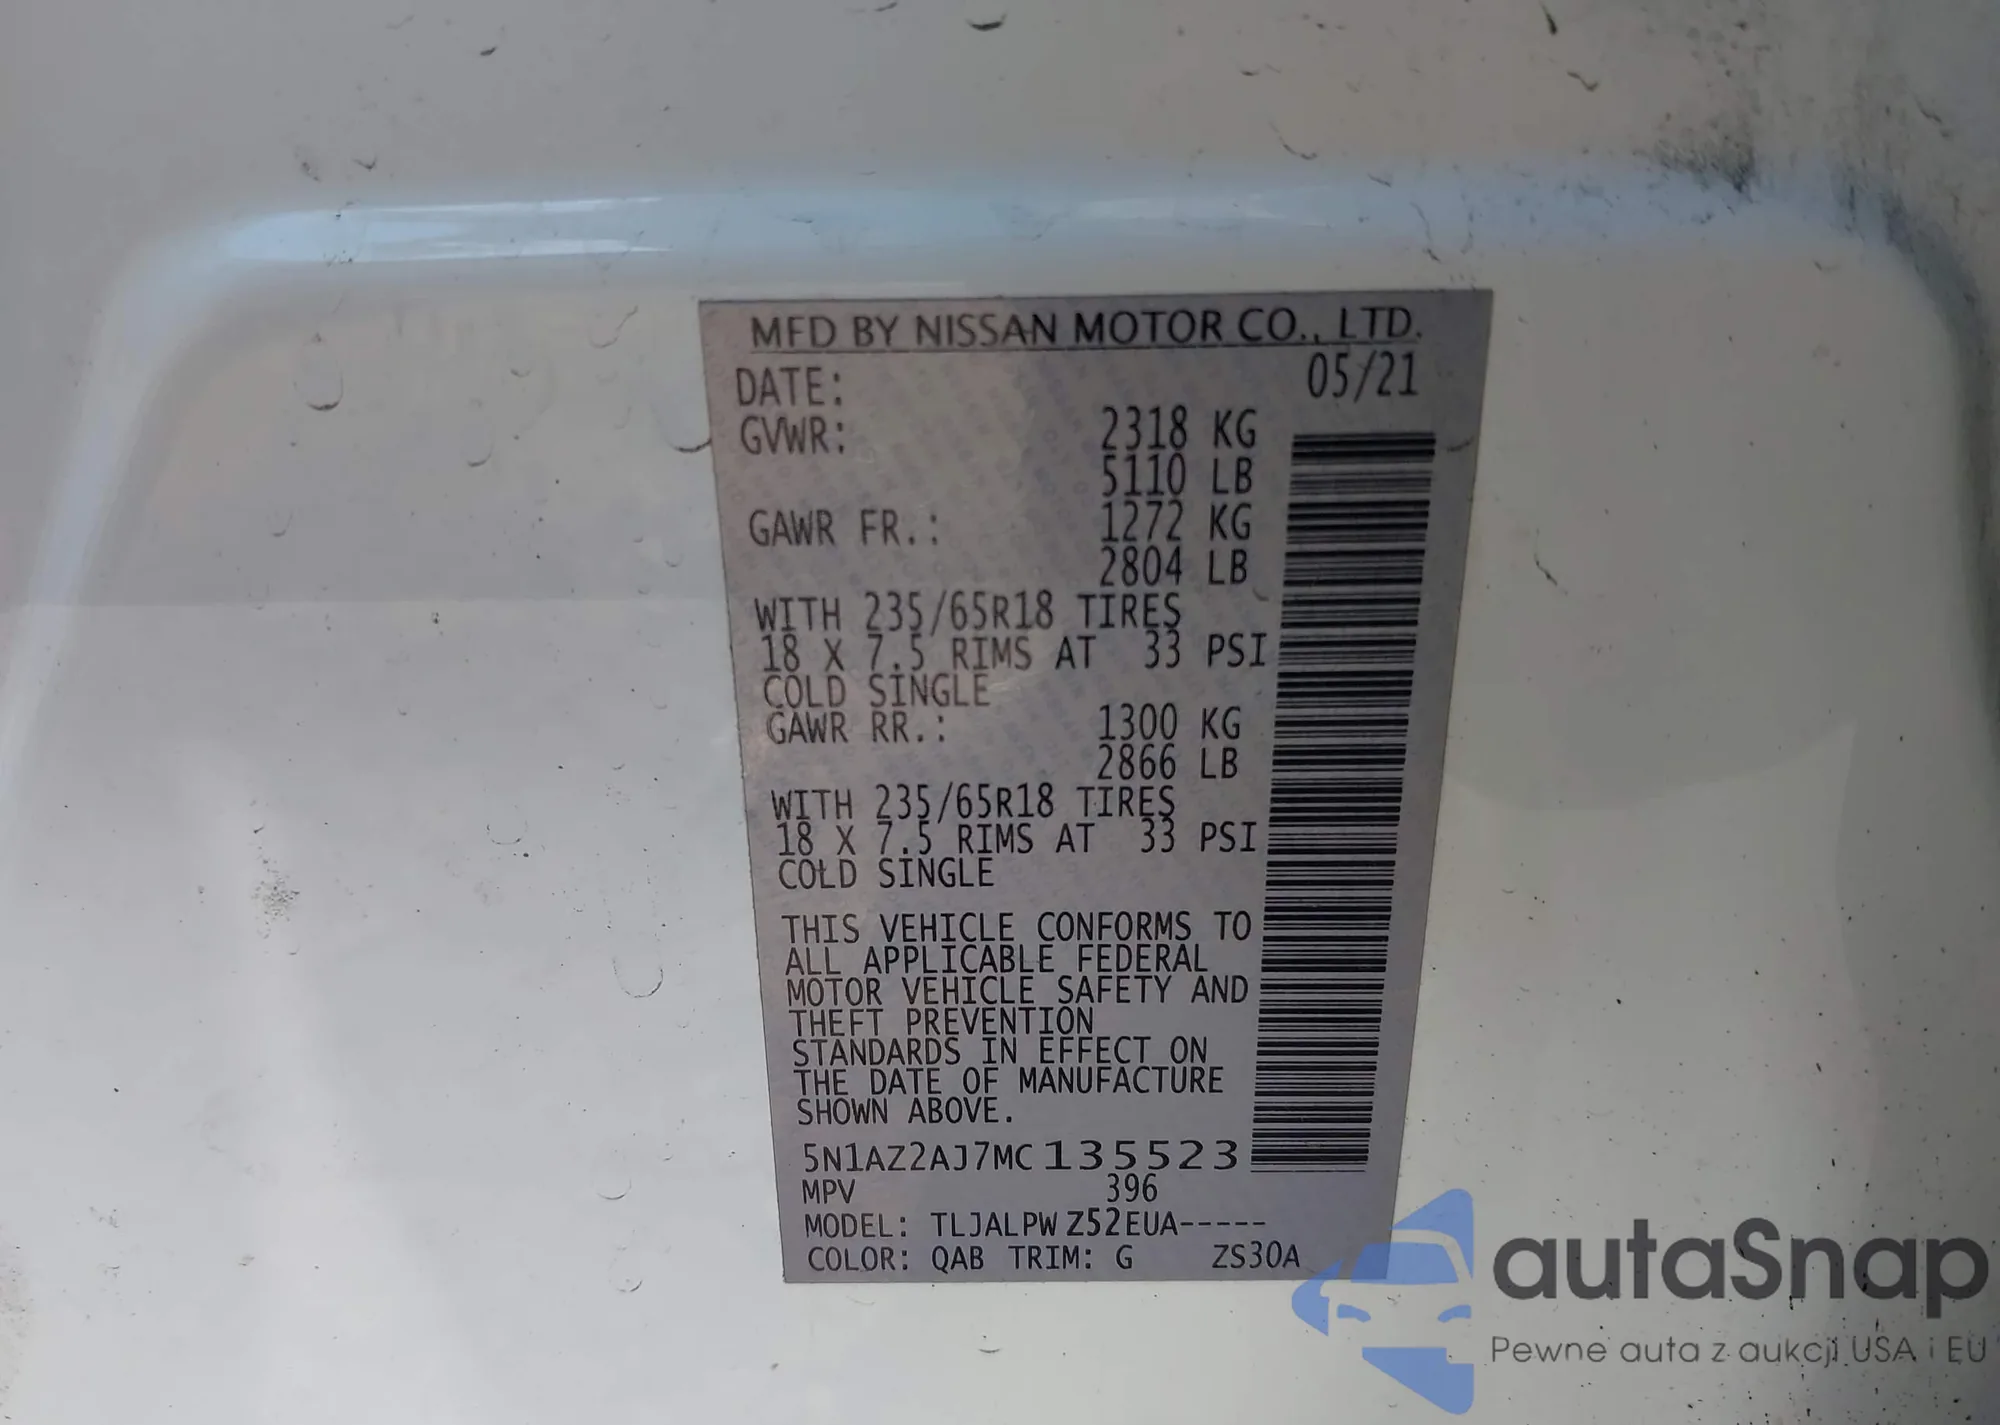 MFD BY NISSAN MOTOR CO., LTD.
DATE: 05/21
GVWR: 2318 KG
5110 LB
GAWR FR.: 1272 KG
2804 LB
WITH 235/65R18 TIRES
18 X 7.5 RIMS AT 33 PSI
COLD SINGLE
GAWR RR.: 1300 KG
2866 LB
WITH 235/65R18 TIRES
18 X 7.5 RIMS AT 33 PSI
COLD SINGLE
THIS VEHICLE CONFORMS TO
ALL APPLICABLE FEDERAL
MOTOR VEHICLE SAFETY AND
THEFT PREVENTION
STANDARDS IN EFFECT ON
THE DATE OF MANUFACTURE
SHOWN ABOVE.
5N1AZ2AJ7MC135523
MPV 396
MODEL: TLJALPW Z52EUA-----
COLOR: QAB TRIM: G ZS30A
autaSnap
Pewne auta z aukcji USA i EU